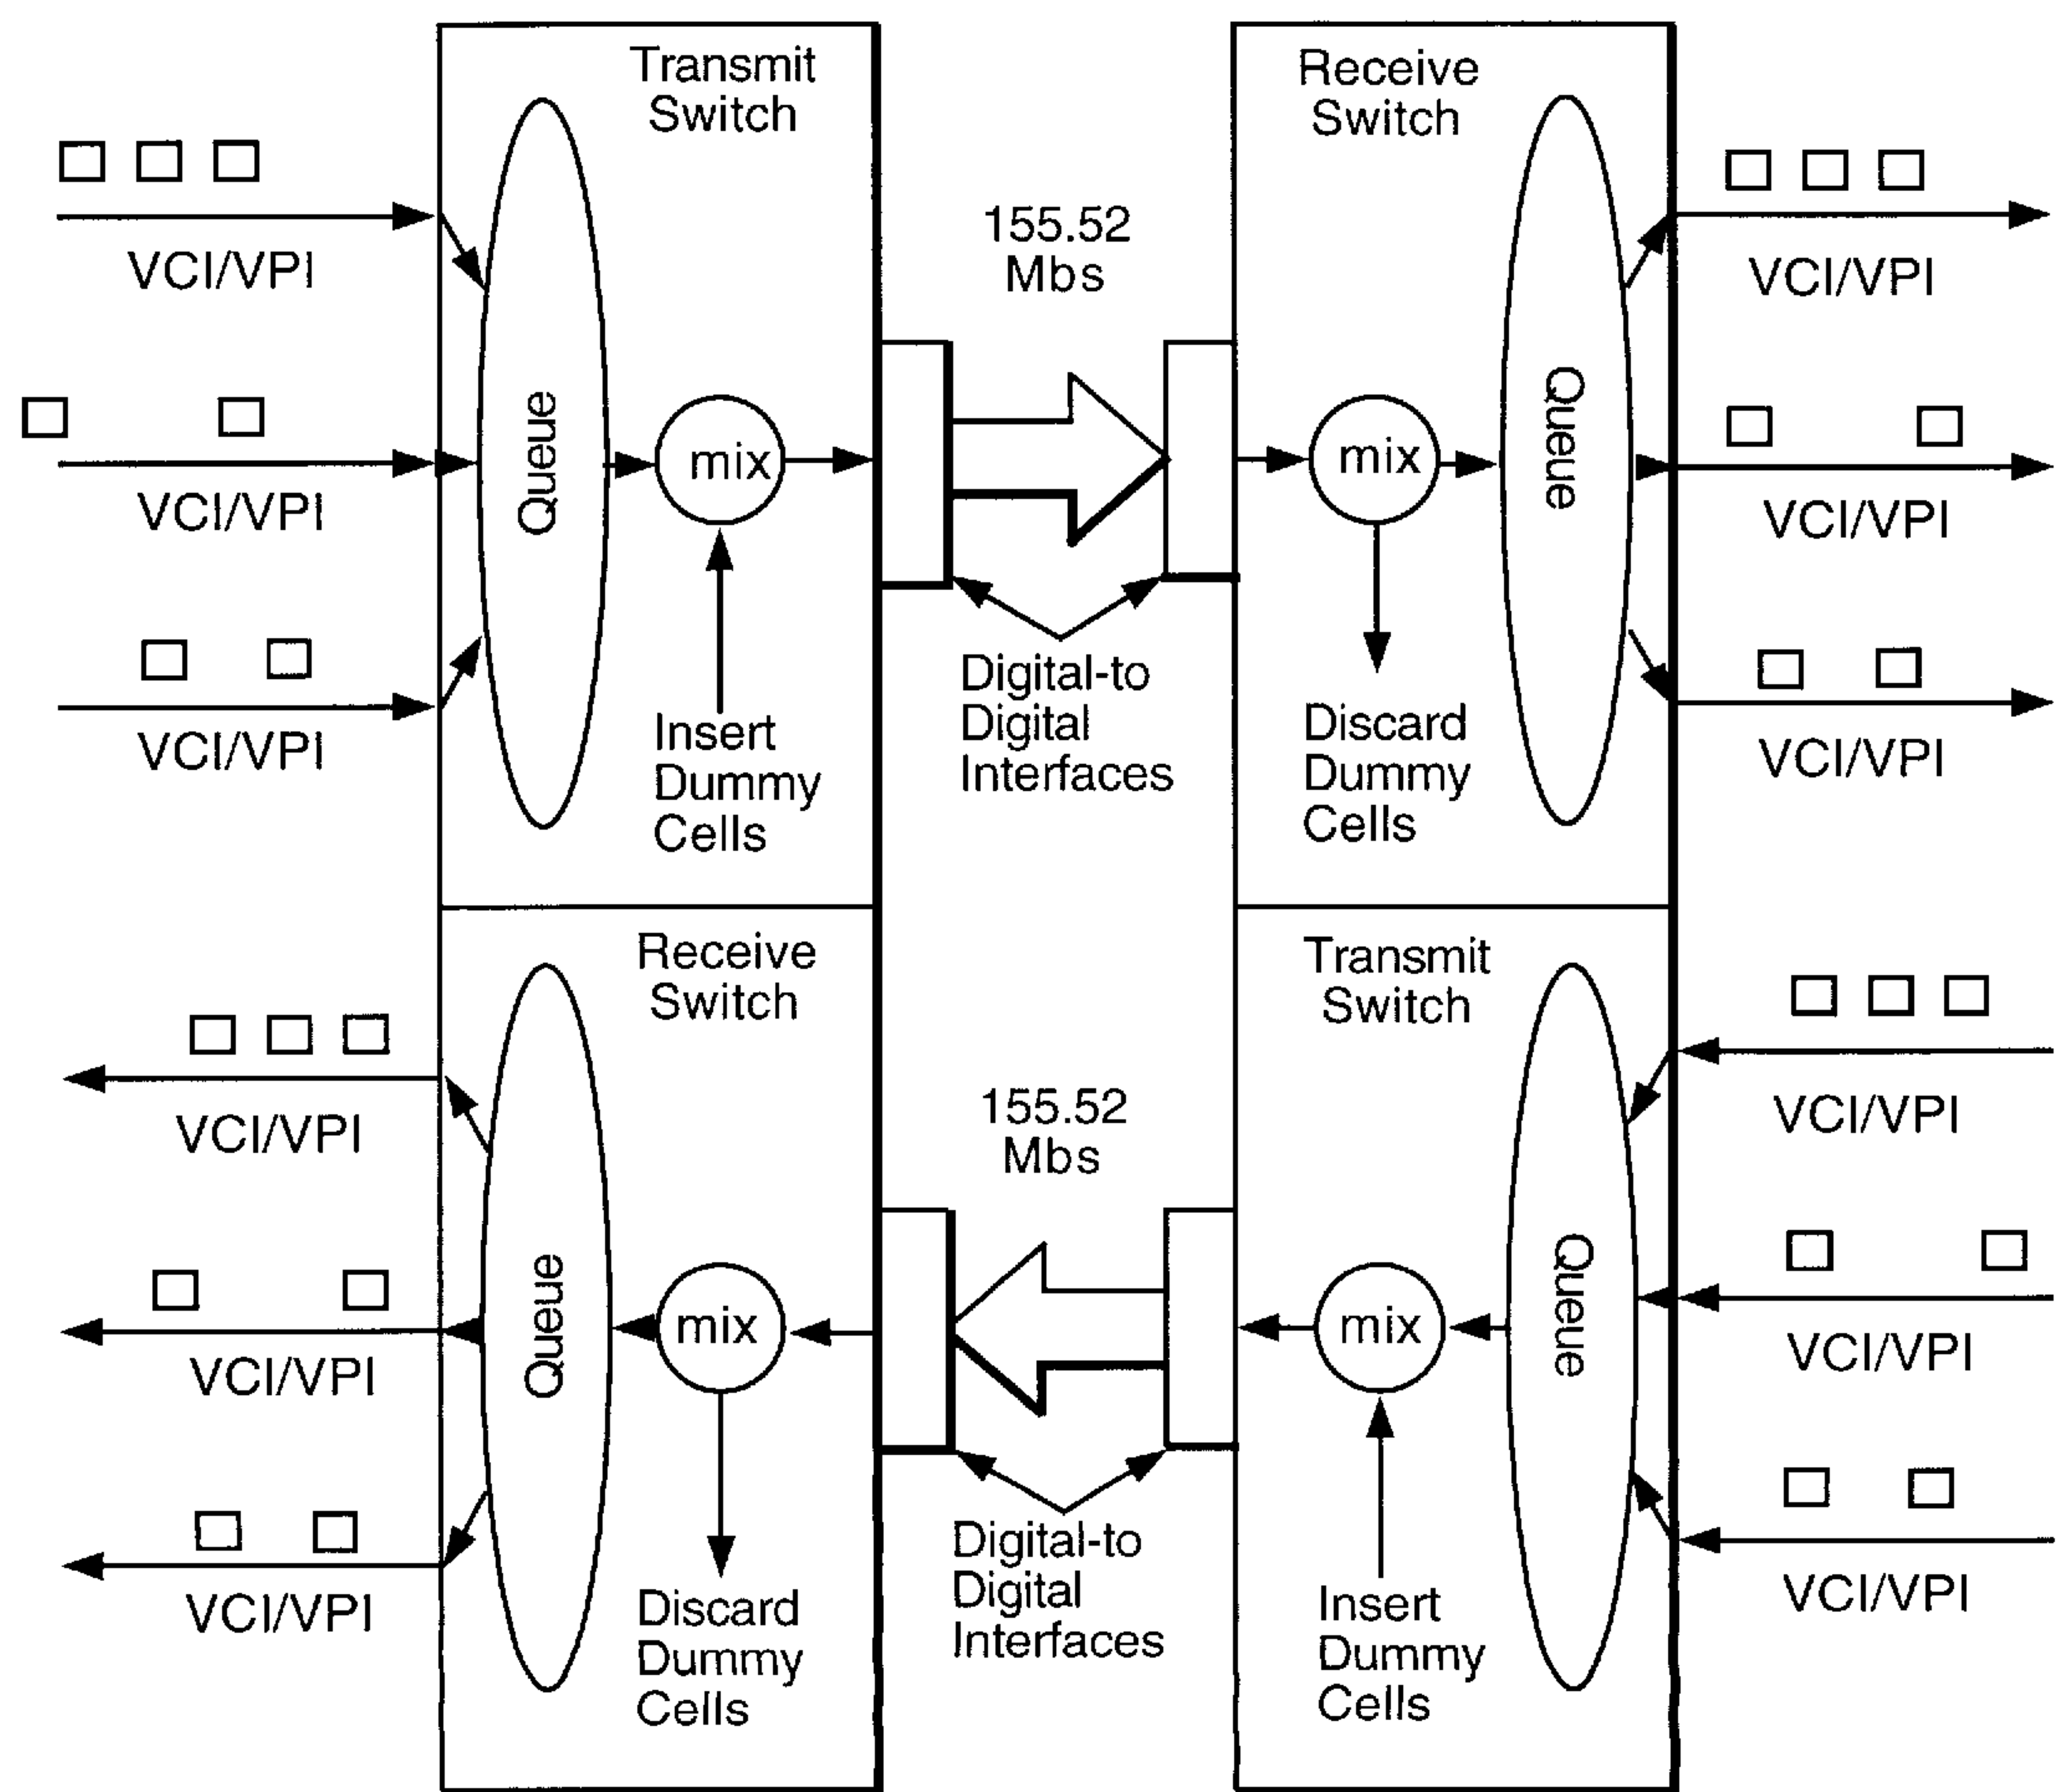 Transmit
Switch
Receive
Switch
155.52
Mbs
VCI/VPI
VCI/VPI
Queue
mix
mix
Queue
VCI/VPI
VCI/VPI
VCI/VPI
VCI/VPI
Insert
Dummy
Cells
Digital-to
Digital
Interfaces
Discard
Dummy
Cells
Receive
Switch
Transmit
Switch
155.52
Mbs
VCI/VPI
VCI/VPI
Queue
mix
mix
Queue
VCI/VPI
VCI/VPI
VCI/VPI
VCI/VPI
Discard
Dummy
Cells
Digital-to
Digital
Interfaces
Insert
Dummy
Cells